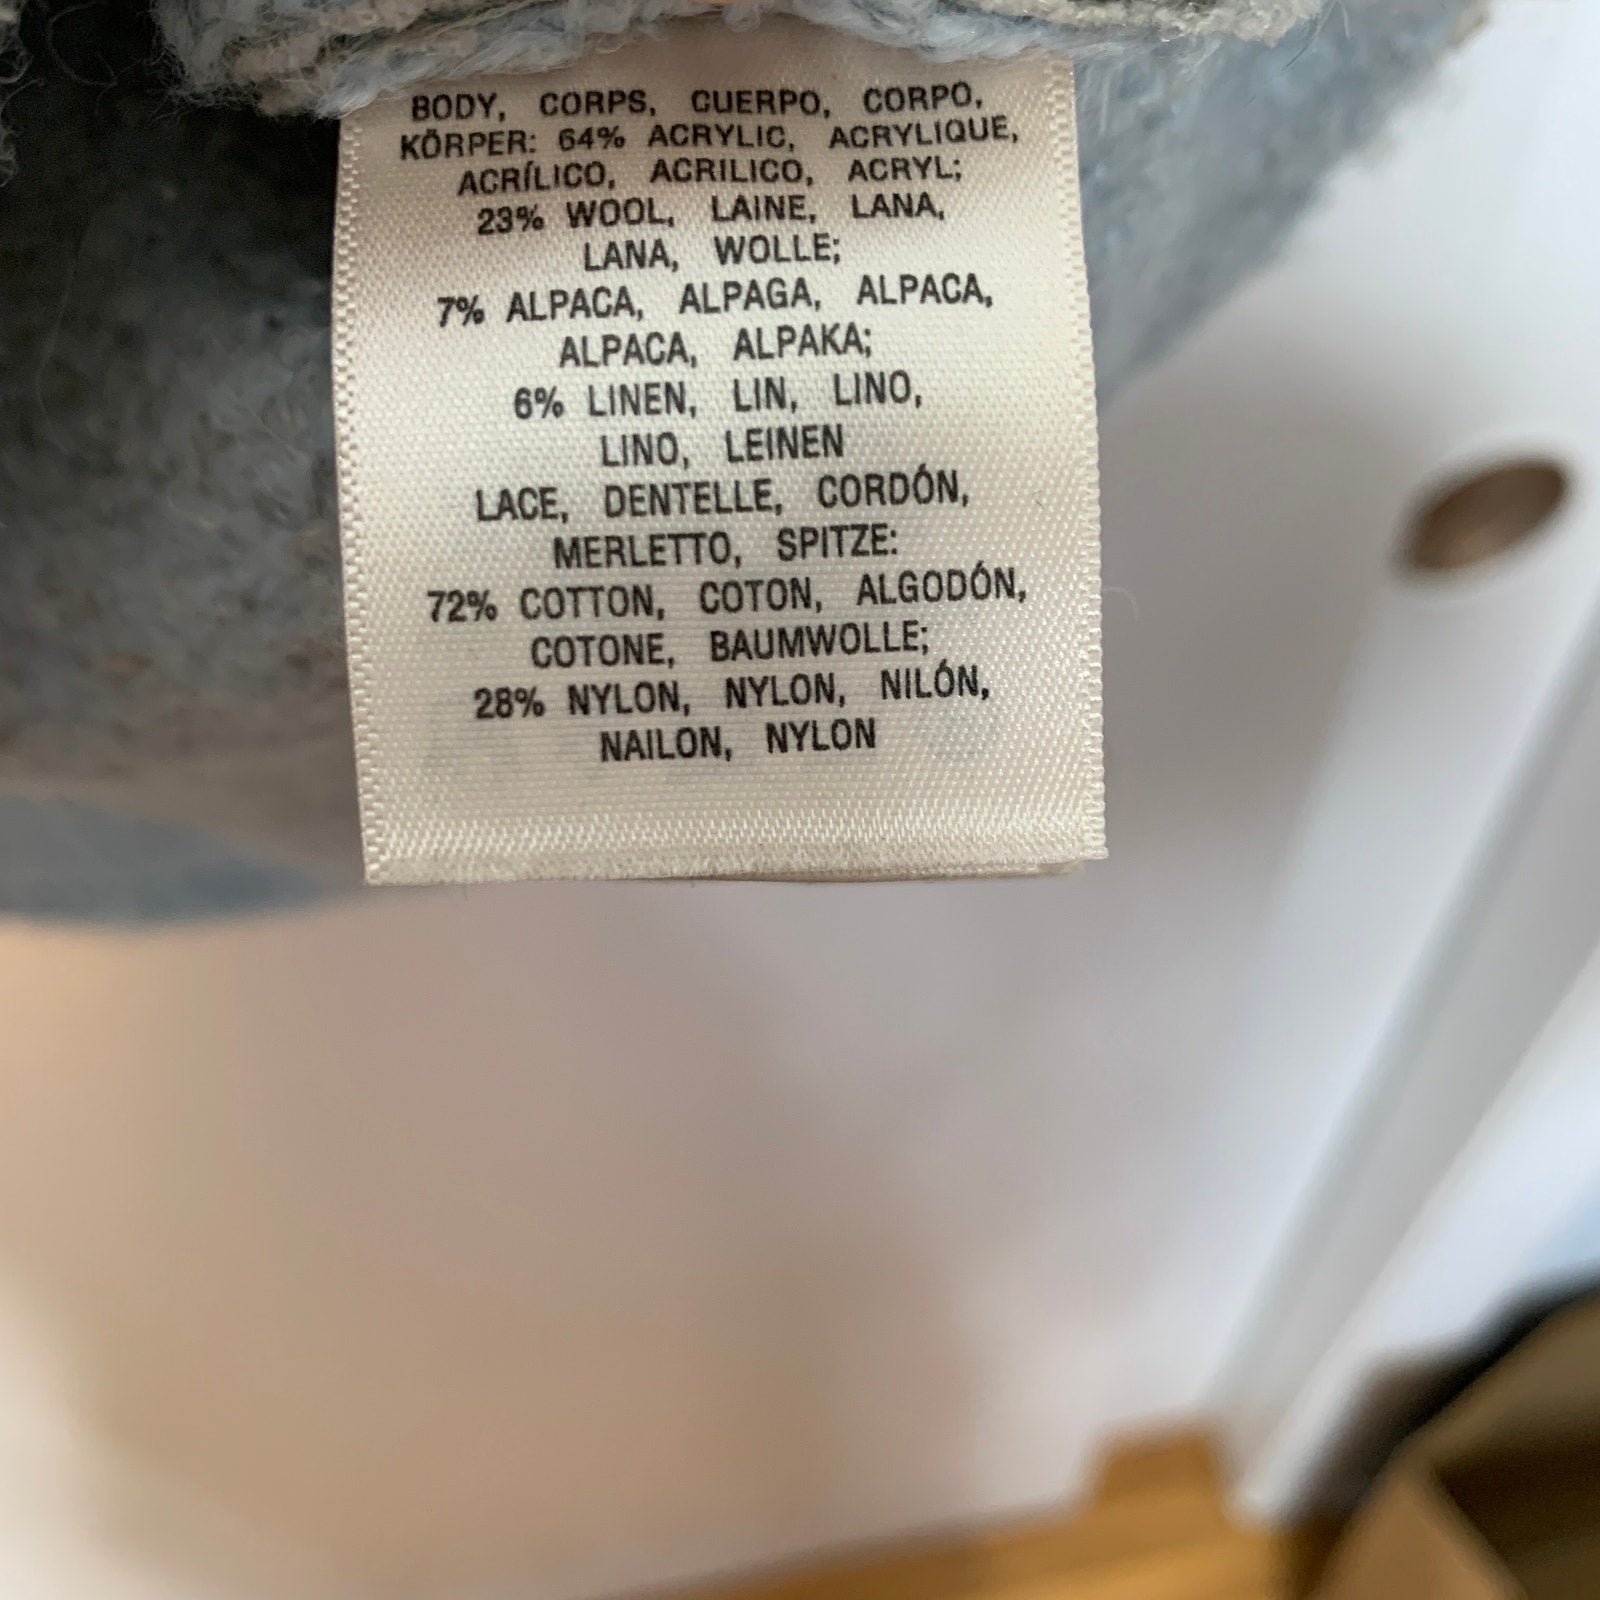 BODY, CORPS, CUERPO, CORPO,
KÖRPER: 64% ACRYLIC, ACRYLIQUE,
ACRÍLICO, ACRILICO, ACRYL;
23% WOOL, LAINE, LANA,
LANA, WOLLE;
7% ALPACA, ALPAGA, ALPACA,
ALPACA, ALPAKA;
6% LINEN, LIN, LINO,
LINO, LEINEN
LACE, DENTELLE, CORDÓN,
MERLETTO, SPITZE:
72% COTTON, COTON, ALGODÓN,
COTONE, BAUMWOLLE;
28% NYLON, NYLON, NILÓN,
NAILON, NYLON